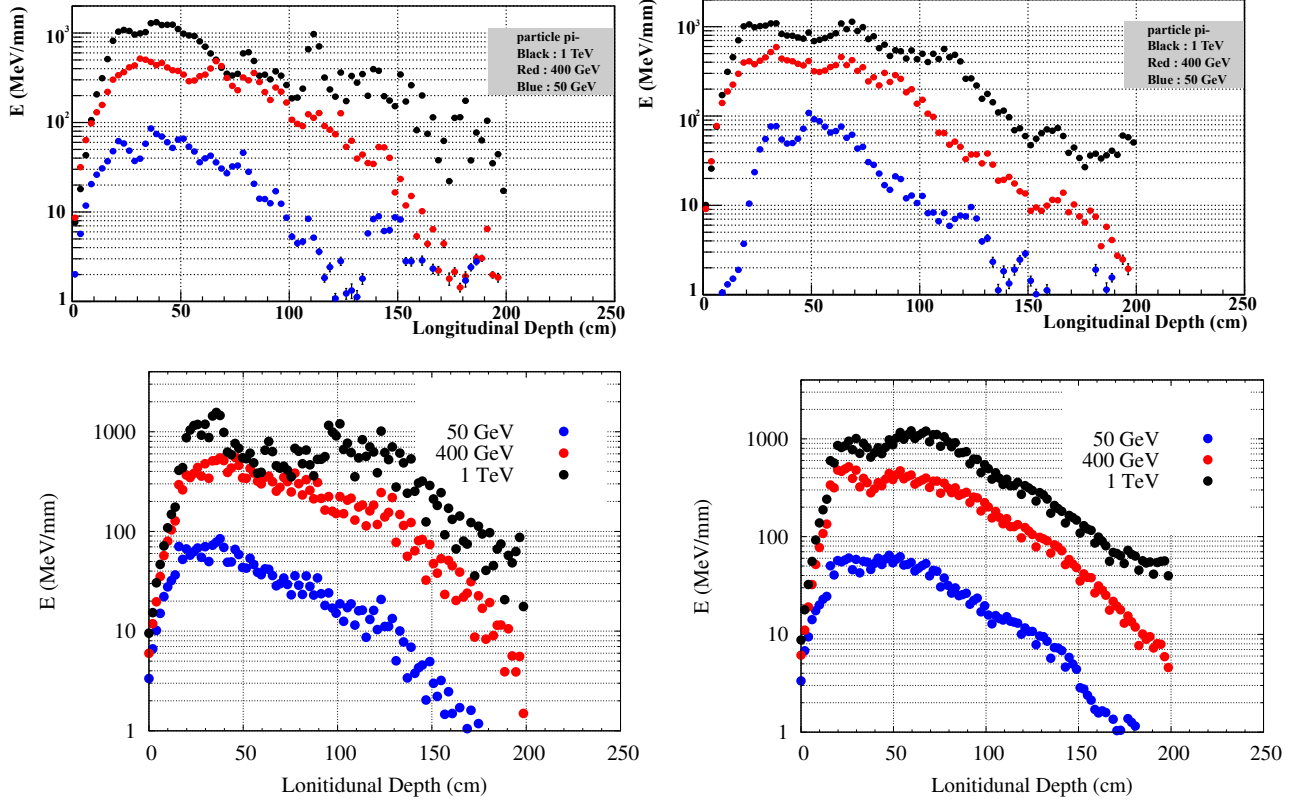 E (MeV/mm)
10³
10²
10
1
particle pi-
Black : 1 TeV
Red : 400 GeV
Blue : 50 GeV
0 50 100 150 200 250
Longitudinal Depth (cm)
E (MeV/mm)
10³
10²
10
1
particle pi-
Black : 1 TeV
Red : 400 GeV
Blue : 50 GeV
0 50 100 150 200 250
Longitudinal Depth (cm)
E (MeV/mm)
1000
100
10
1
50 GeV
400 GeV
1 TeV
0 50 100 150 200 250
Lonitidunal Depth (cm)
E (MeV/mm)
1000
100
10
1
50 GeV
400 GeV
1 TeV
0 50 100 150 200 250
Lonitidunal Depth (cm)